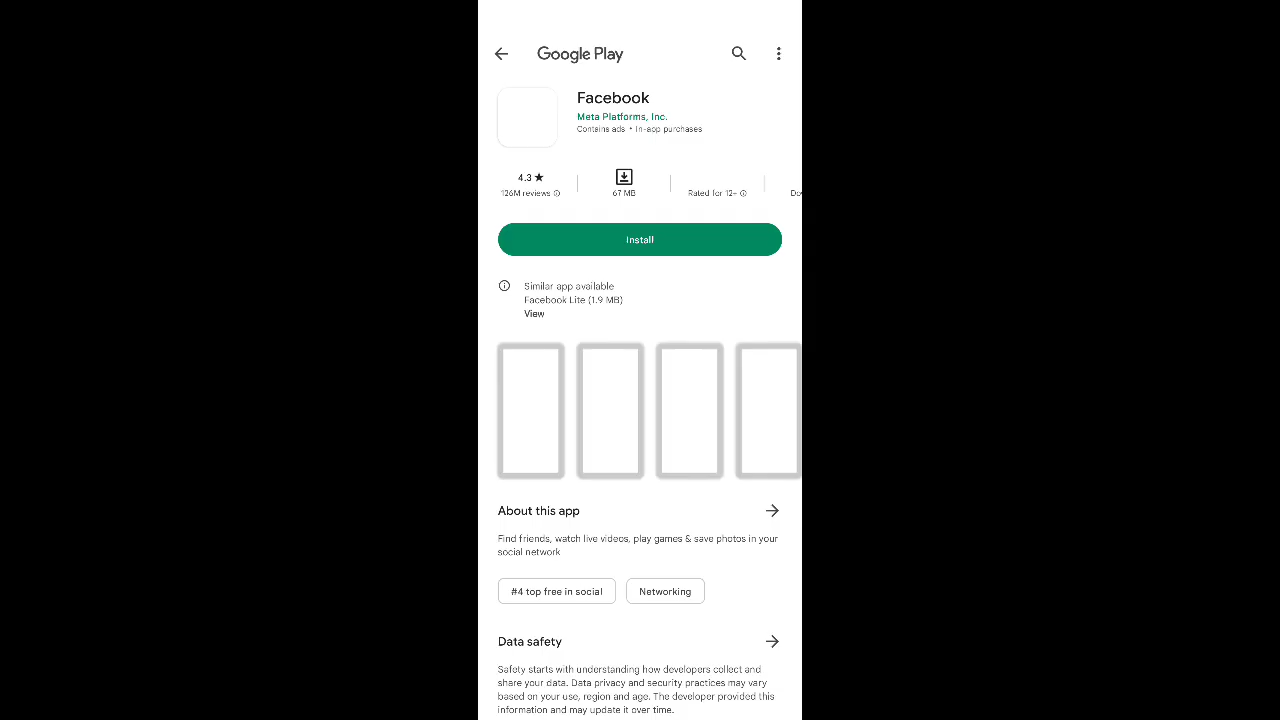 Google Play
Facebook
Meta Platforms, Inc.
Contains ads • In-app purchases
4.3 ★
126M reviews
67 MB
Rated for 12+
Install
Similar app available
Facebook Lite (1.9 MB)
View
About this app
Find friends, watch live videos, play games & save photos in your
social network
#4 top free in social
Networking
Data safety
Safety starts with understanding how developers collect and
share your data. Data privacy and security practices may vary
based on your use, region and age. The developer provided this
information and may update it over time.